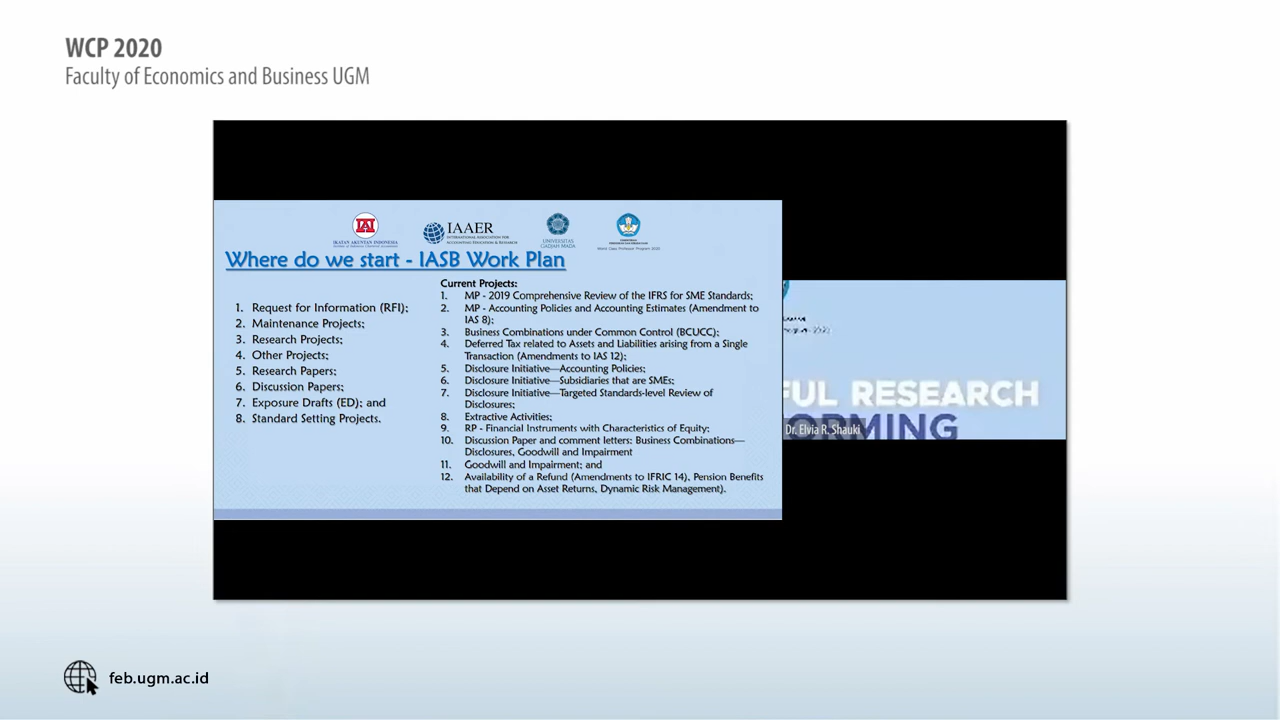 WCP 2020
Faculty of Economics and Business UGM
IAI
IKATAN AKUNTAN INDONESIA
IAAER
INTERNATIONAL ASSOCIATION FOR
ACCOUNTING EDUCATION & RESEARCH
UNIVERSITAS
GADJAH MADA
World Class Professor Program 2020
Where do we start - IASB Work Plan
1. Request for Information (RFI);
2. Maintenance Projects;
3. Research Projects;
4. Other Projects;
5. Research Papers;
6. Discussion Papers;
7. Exposure Drafts (ED); and
8. Standard Setting Projects.
Current Projects:
1. MP - 2019 Comprehensive Review of the IFRS for SME Standards;
2. MP - Accounting Policies and Accounting Estimates (Amendment to
IAS 8);
3. Business Combinations under Common Control (BCUCC);
4. Deferred Tax related to Assets and Liabilities arising from a Single
Transaction (Amendments to IAS 12);
5. Disclosure Initiative—Accounting Policies;
6. Disclosure Initiative—Subsidiaries that are SMEs;
7. Disclosure Initiative—Targeted Standards-level Review of
Disclosures;
8. Extractive Activities;
9. RP - Financial Instruments with Characteristics of Equity;
10. Discussion Paper and comment letters: Business Combinations—
Disclosures, Goodwill and Impairment
11. Goodwill and Impairment; and
12. Availability of a Refund (Amendments to IFRIC 14), Pension Benefits
that Depend on Asset Returns, Dynamic Risk Management).
FUL RESEARCH
ORMING
Dr. Elvia R. Shauki
feb.ugm.ac.id